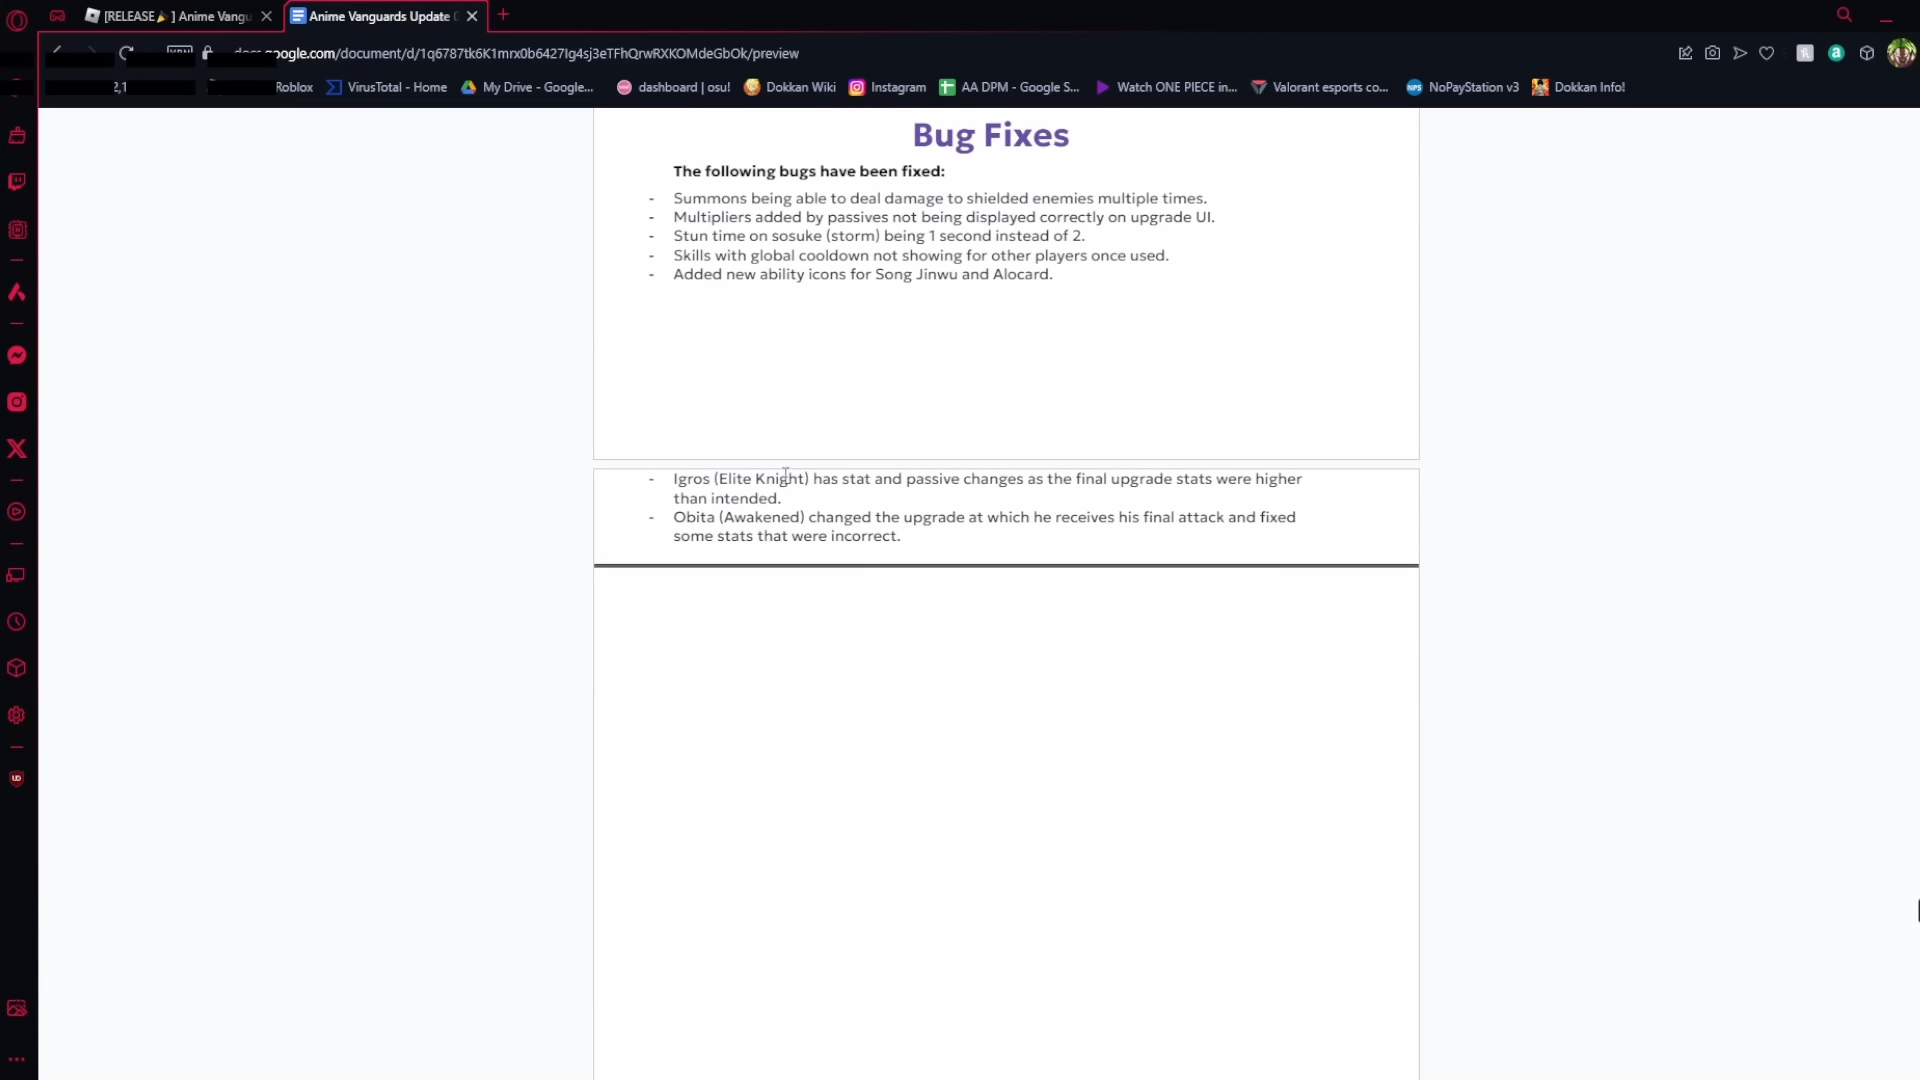 [RELEASE🎉] Anime Vangu
Anime Vanguards Update
docs.google.com/document/d/1q6787tk6K1mrx0b6427Ig4sj3eTFhQrwRXKOMdeGbOk/preview
2,1
Roblox
VirusTotal - Home
My Drive - Google...
dashboard | osu!
Dokkan Wiki
Instagram
AA DPM - Google S...
Watch ONE PIECE in...
Valorant esports co...
NPS
NoPayStation v3
Dokkan Info!
Bug Fixes
The following bugs have been fixed:
- Summons being able to deal damage to shielded enemies multiple times.
- Multipliers added by passives not being displayed correctly on upgrade UI.
- Stun time on sosuke (storm) being 1 second instead of 2.
- Skills with global cooldown not showing for other players once used.
- Added new ability icons for Song Jinwu and Alocard.
- Igros (Elite Knight) has stat and passive changes as the final upgrade stats were higher
than intended.
- Obita (Awakened) changed the upgrade at which he receives his final attack and fixed
some stats that were incorrect.